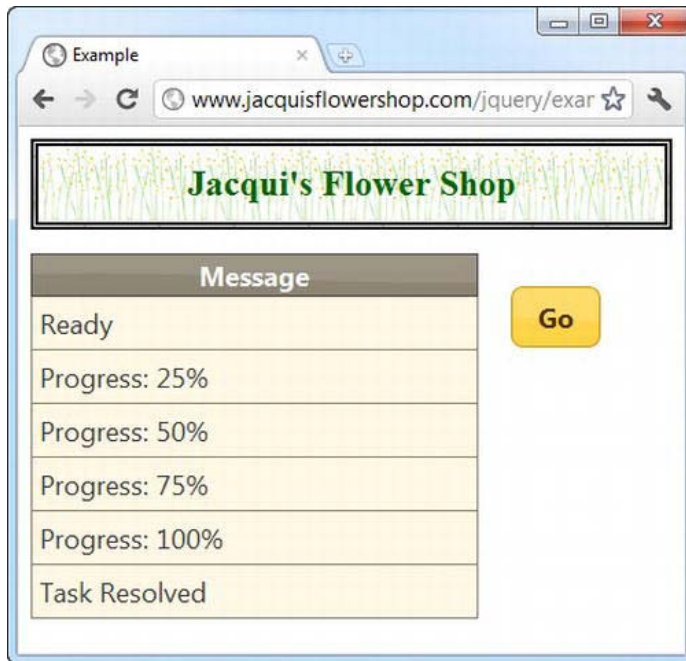 Example
www.jacquisflowershop.com/jquery/exar
Jacqui's Flower Shop
Message
Ready
Go
Progress: 25%
Progress: 50%
Progress: 75%
Progress: 100%
Task Resolved